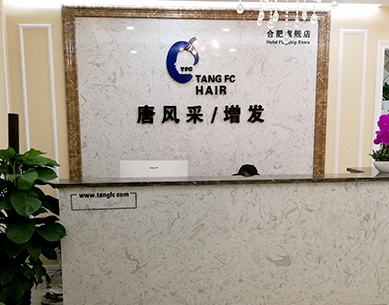 合肥旗舰店
Hefei Flagship Store
TFC
TANG FC
HAIR
唐风采/增发
www.tangfc.com